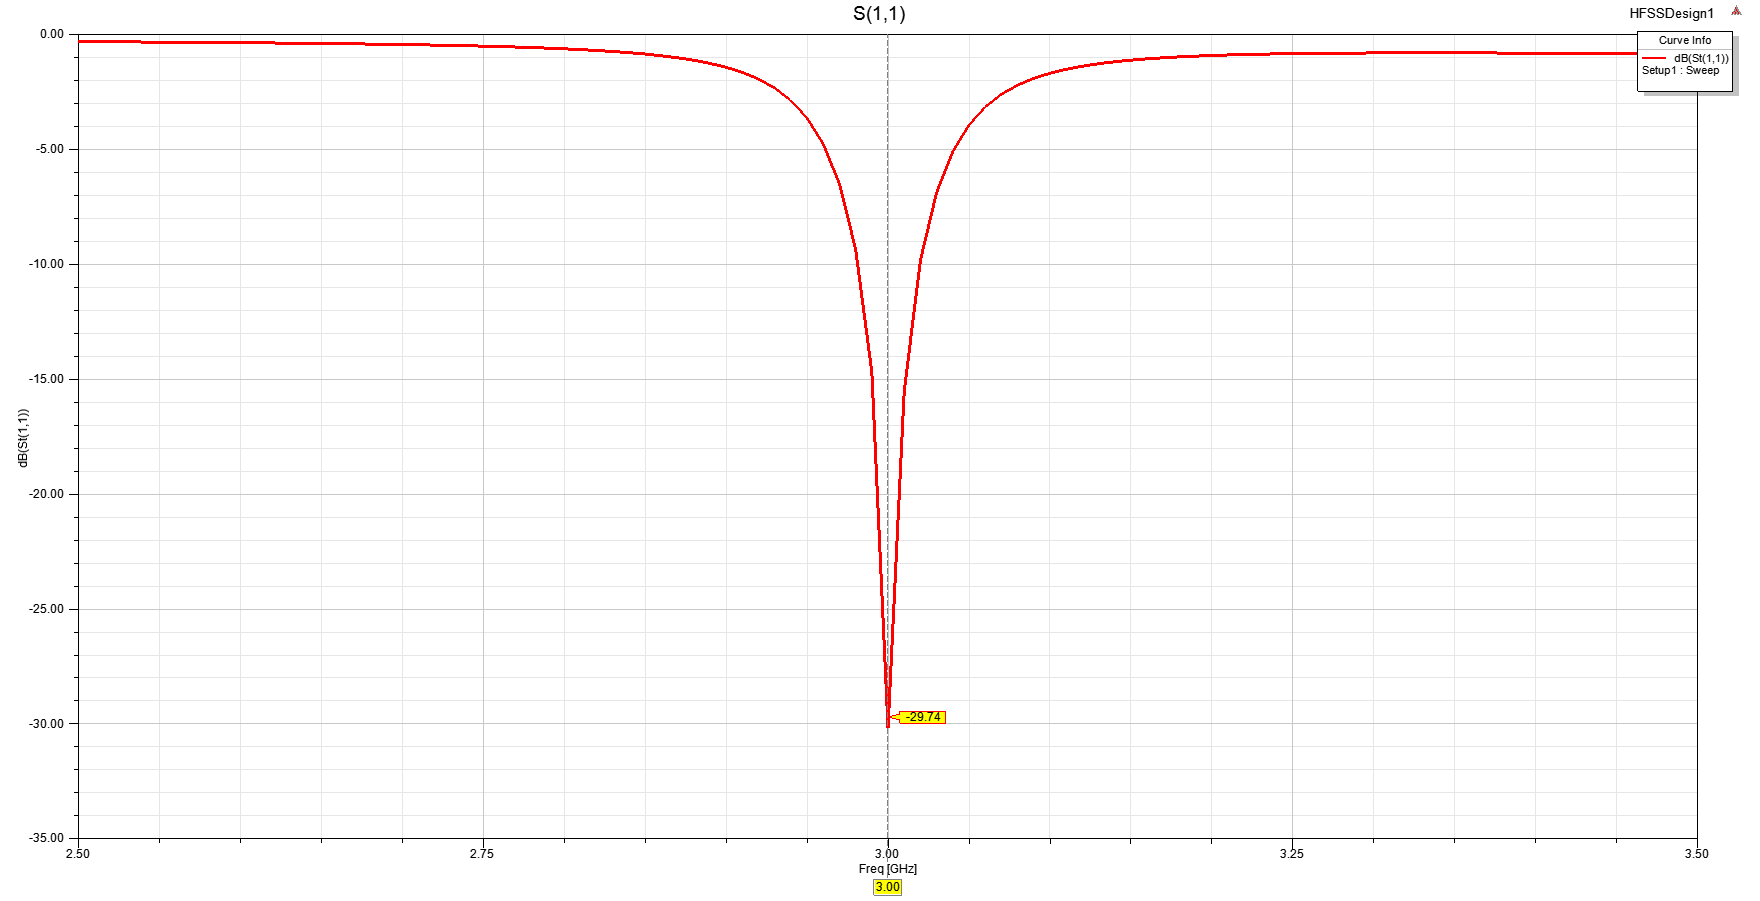 S(1,1)
HFSSDesign1
Curve Info
dB(St(1,1))
Setup1 : Sweep
0.00
-5.00
-10.00
-15.00
-20.00
-25.00
-30.00
-35.00
dB(St(1,1))
-29.74
2.50
2.75
3.00
3.25
3.50
Freq [GHz]
3.00